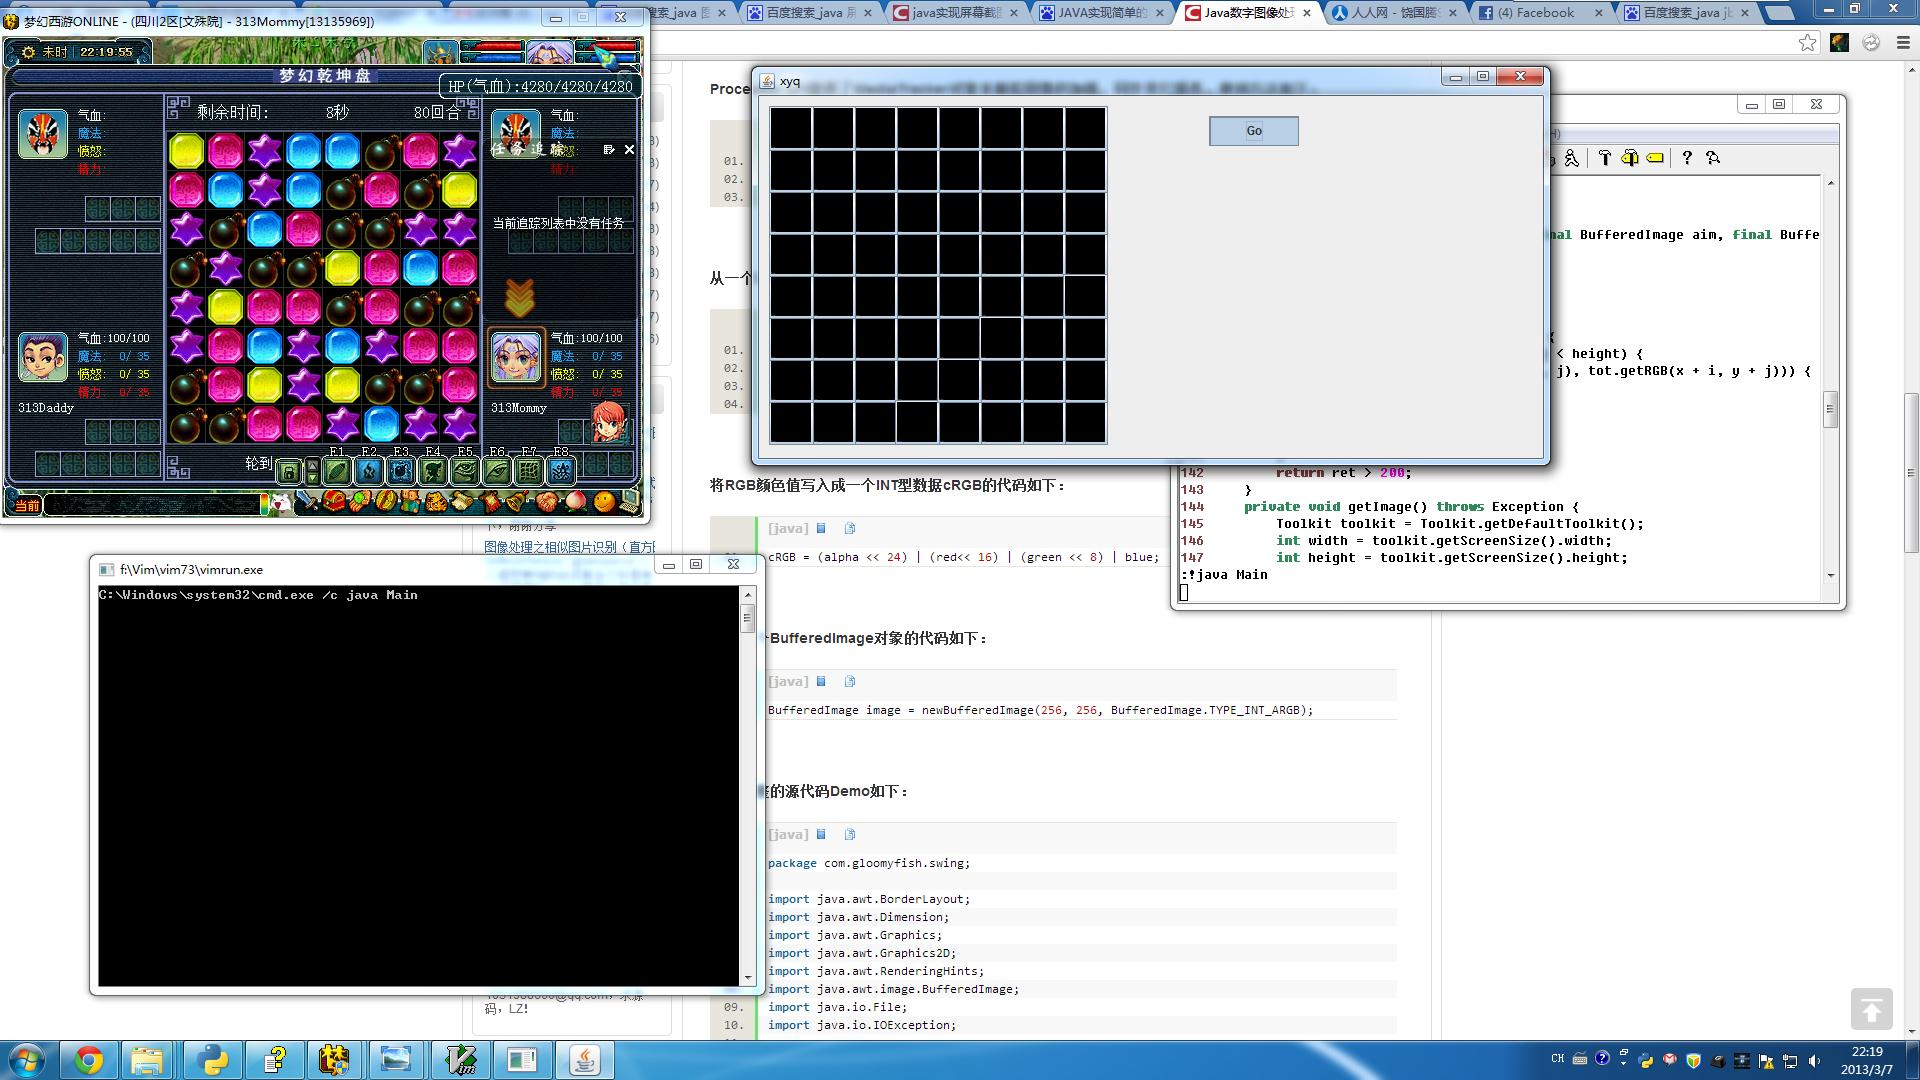 梦幻西游ONLINE - (四川2区[文殊院] - 313Mommy[13135969])
未时 22:19:55
梦幻乾坤盘
HP(气血):4280/4280/4280
剩余时间: 8秒 80回合
气血:
魔法:
愤怒:
精力:
气血:
任务追踪
当前追踪列表中没有任务
气血:100/100
魔法: 0/ 35
愤怒: 0/ 35
精力: 0/ 35
313Daddy
气血:100/100
魔法: 0/ 35
愤怒: 0/ 35
精力: 0/ 35
313Mommy
轮到
F1 F2 F3 F4 F5 F6 F7 F8
当前
百度搜索_java
java实现屏幕截
JAVA实现简单的
Java数字图像处
人人网 - 饶国
(4) Facebook
百度搜索_java
xyq
Go
f:\Vim\vim73\vimrun.exe
C:\Windows\system32\cmd.exe /c java Main
01.
02.
03.
从一个
01.
02.
03.
04.
将RGB颜色值写入成一个INT型数据cRGB的代码如下：
[java]
cRGB = (alpha << 24) | (red<< 16) | (green << 8) | blue;
图像处理之相似图片识别（直方
BufferedImage对象的代码如下：
[java]
BufferedImage image = newBufferedImage(256, 256, BufferedImage.TYPE_INT_ARGB);
的源代码Demo如下：
[java]
package com.gloomyfish.swing;
import java.awt.BorderLayout;
import java.awt.Dimension;
import java.awt.Graphics;
import java.awt.Graphics2D;
import java.awt.RenderingHints;
import java.awt.image.BufferedImage;
09. import java.io.File;
10. import java.io.IOException;
码，LZ!
nal BufferedImage aim, final Buffe
{
< height) {
j), tot.getRGB(x + i, y + j))) {
142 return ret > 200;
143 }
144 private void getImage() throws Exception {
145 Toolkit toolkit = Toolkit.getDefaultToolkit();
146 int width = toolkit.getScreenSize().width;
147 int height = toolkit.getScreenSize().height;
:!java Main
CH
22:19
2013/3/7